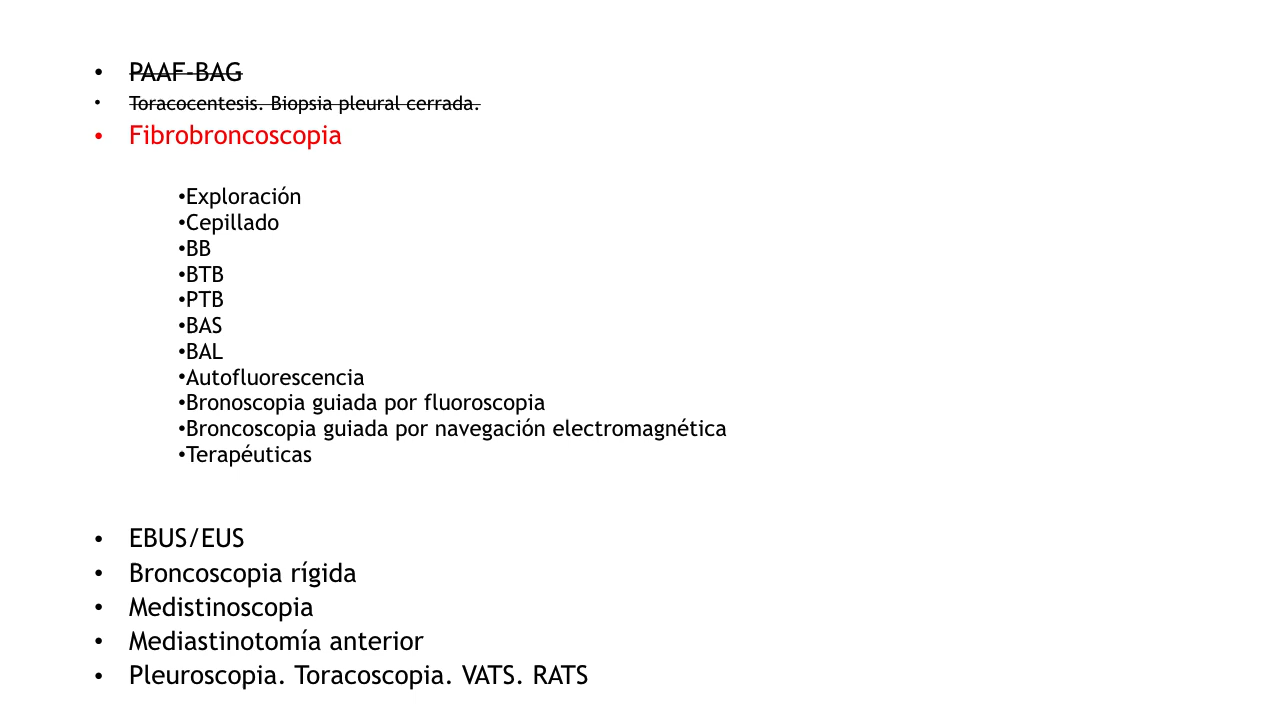 • PAAF-BAG
• Toracocentesis. Biopsia pleural cerrada.
• Fibrobroncoscopia
•Exploración
•Cepillado
•BB
•BTB
•PTB
•BAS
•BAL
•Autofluorescencia
•Bronoscopia guiada por fluoroscopia
•Broncoscopia guiada por navegación electromagnética
•Terapéuticas
• EBUS/EUS
• Broncoscopia rígida
• Medistinoscopia
• Mediastinotomía anterior
• Pleuroscopia. Toracoscopia. VATS. RATS